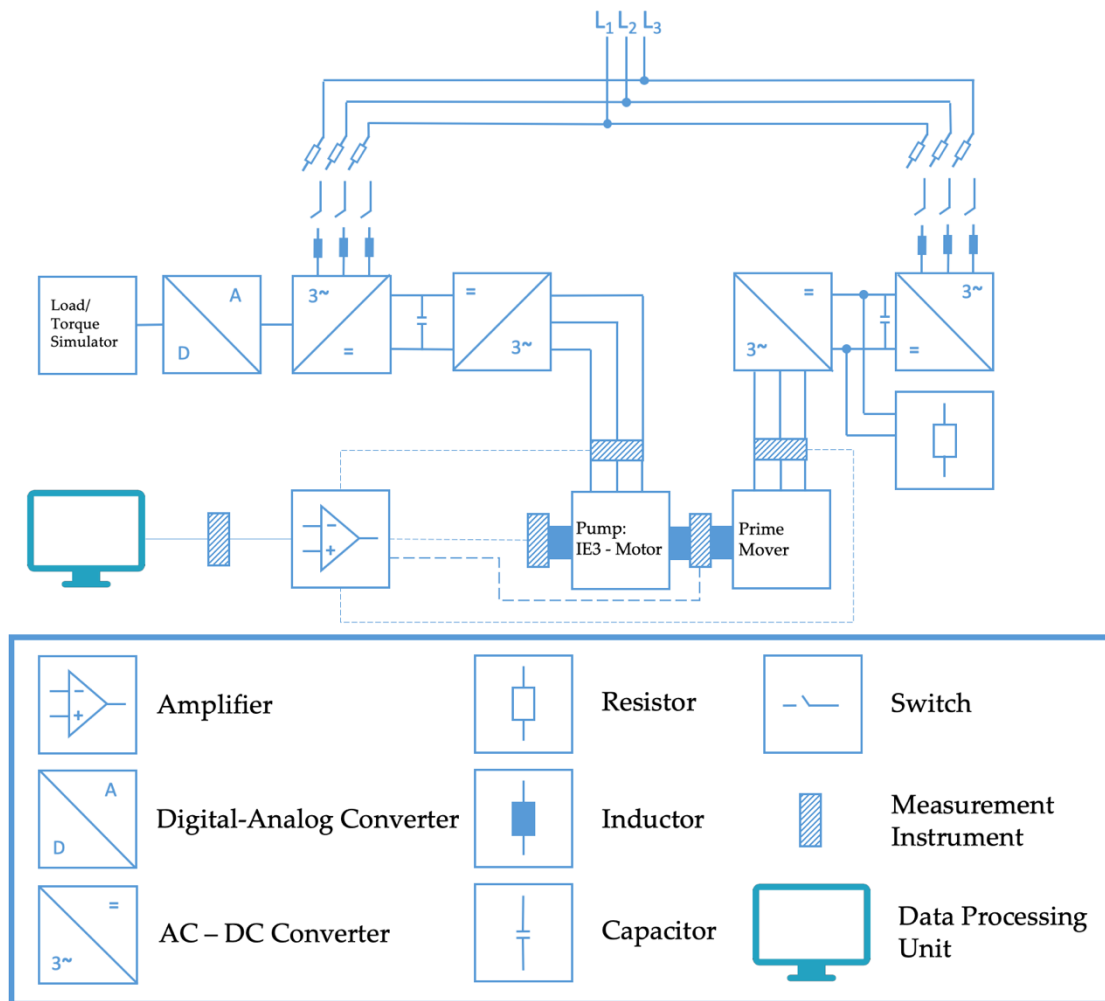 L₁ L₂ L₃
Load/
Torque
Simulator
A
D
3~
=
=
3~
=
3~
3~
=
Pump:
IE3 - Motor
Prime
Mover
-
+
Amplifier
Resistor
Switch
A
D
Digital-Analog Converter
Inductor
Measurement
Instrument
=
3~
AC – DC Converter
Capacitor
Data Processing
Unit